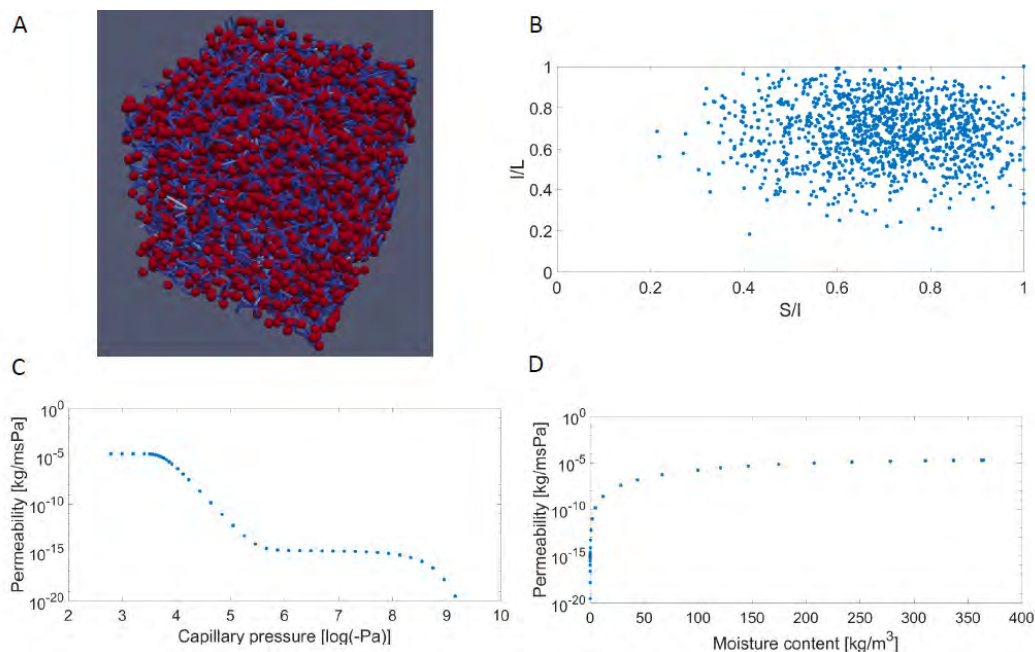 A
B
I/L
1
0.8
0.6
0.4
0.2
0
0 0.2 0.4 0.6 0.8 1
S/I
C
Permeability [kg/msPa]
10^0
10^-5
10^-10
10^-15
10^-20
2 3 4 5 6 7 8 9 10
Capillary pressure [log(-Pa)]
D
Permeability [kg/msPa]
10^0
10^-5
10^-10
10^-15
10^-20
0 50 100 150 200 250 300 350 400
Moisture content [kg/m^3]